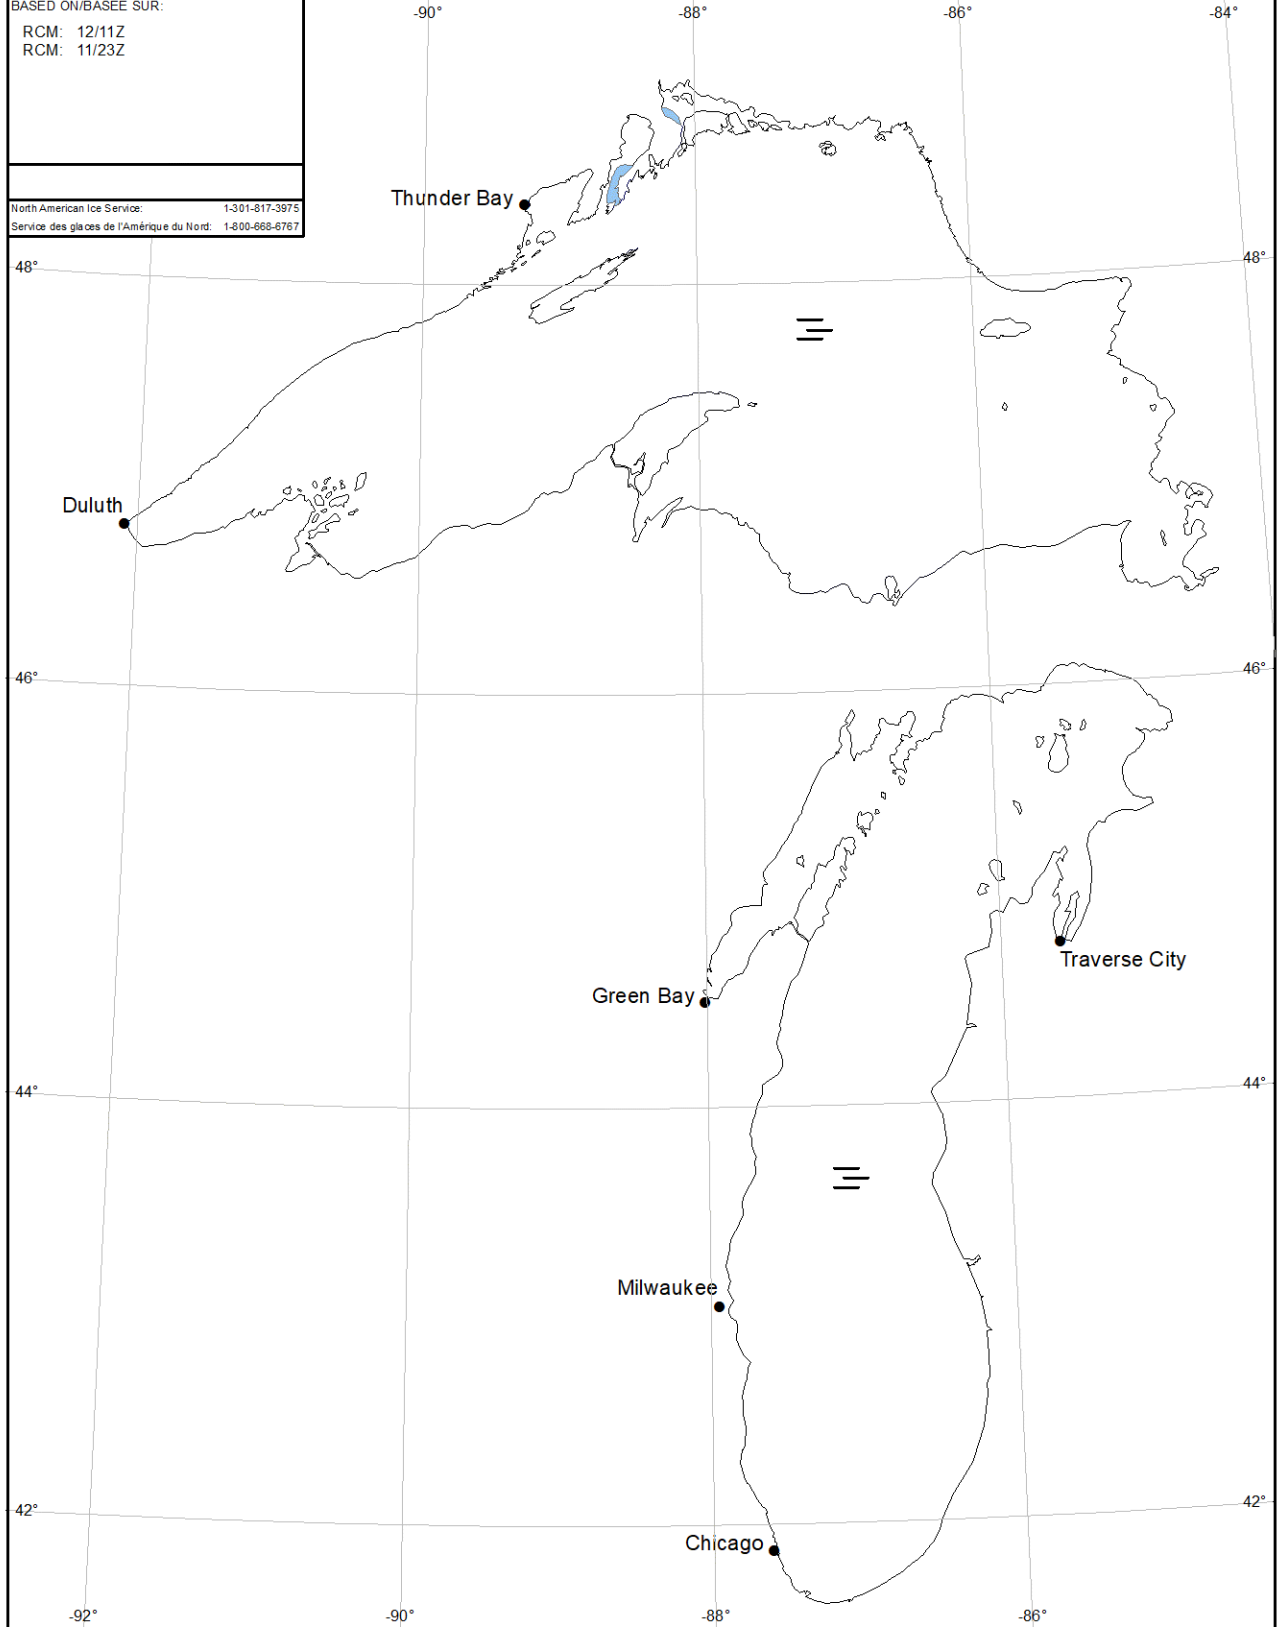 BASED ON/BASÉE SUR:
RCM: 12/11Z
RCM: 11/23Z
North American Ice Service: 1-301-817-3975
Service des glaces de l'Amérique du Nord: 1-800-668-6767
-90° -88° -86° -84°
Thunder Bay
48° 48°
Duluth
46° 46°
Traverse City
Green Bay
44° 44°
Milwaukee
42° 42°
Chicago
-92° -90° -88° -86°